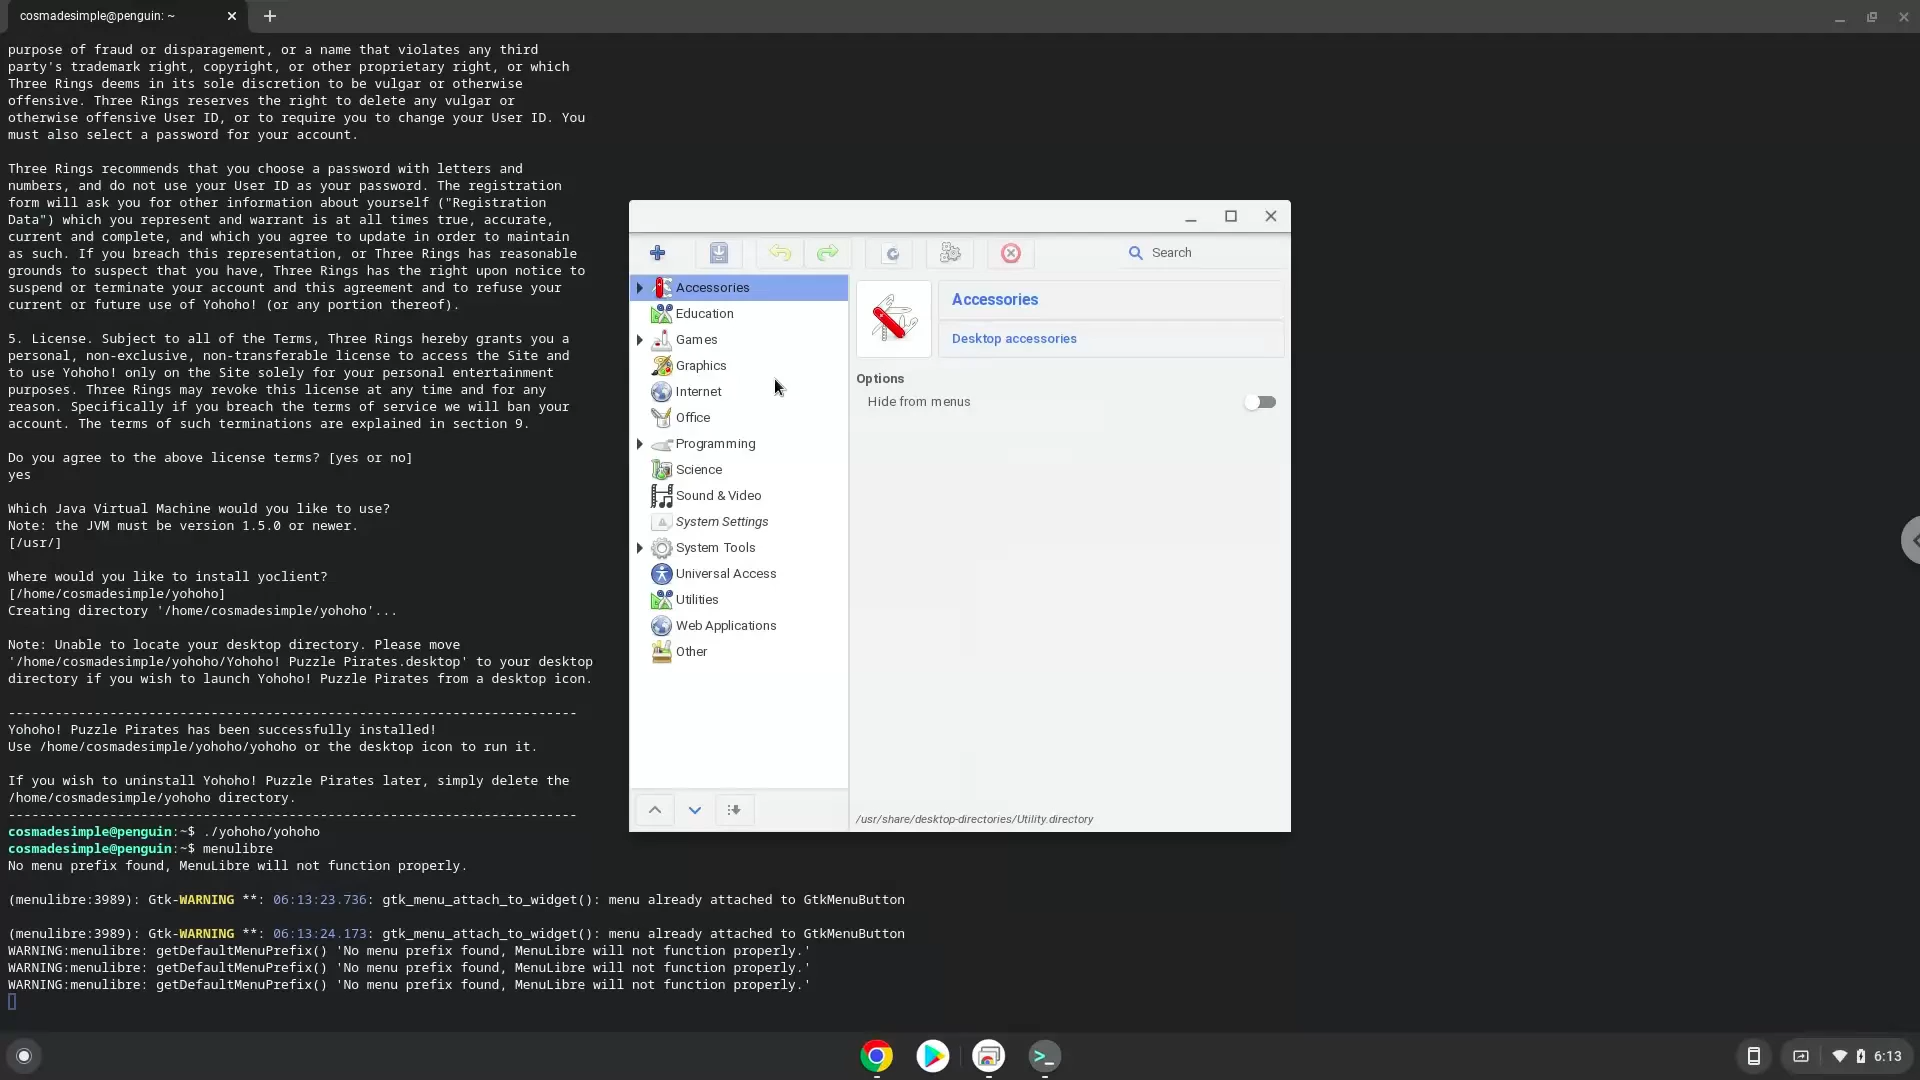 cosmadesimple@penguin: ~
purpose of fraud or disparagement, or a name that violates any third
party's trademark right, copyright, or other proprietary right, or which
Three Rings deems in its sole discretion to be vulgar or otherwise
offensive. Three Rings reserves the right to delete any vulgar or
otherwise offensive User ID, or to require you to change your User ID. You
must also select a password for your account.
Three Rings recommends that you choose a password with letters and
numbers, and do not use your User ID as your password. The registration
form will ask you for other information about yourself ("Registration
Data") which you represent and warrant is at all times true, accurate,
current and complete, and which you agree to update in order to maintain
as such. If you breach this representation, or Three Rings has reasonable
grounds to suspect that you have, Three Rings has the right upon notice to
suspend or terminate your account and this agreement and to refuse your
current or future use of Yohoho! (or any portion thereof).
5. License. Subject to all of the Terms, Three Rings hereby grants you a
personal, non-exclusive, non-transferable license to access the Site and
to use Yohoho! only on the Site solely for your personal entertainment
purposes. Three Rings may revoke this license at any time and for any
reason. Specifically if you breach the terms of service we will ban your
account. The terms of such terminations are explained in section 9.
Do you agree to the above license terms? [yes or no]
yes
Which Java Virtual Machine would you like to use?
Note: the JVM must be version 1.5.0 or newer.
[/usr/]
Where would you like to install yoclient?
[/home/cosmadesimple/yohoho]
Creating directory '/home/cosmadesimple/yohoho'...
Note: Unable to locate your desktop directory. Please move
'/home/cosmadesimple/yohoho/Yohoho! Puzzle Pirates.desktop' to your desktop
directory if you wish to launch Yohoho! Puzzle Pirates from a desktop icon.
-------------------------------------------------------------------------
Yohoho! Puzzle Pirates has been successfully installed!
Use /home/cosmadesimple/yohoho/yohoho or the desktop icon to run it.
If you wish to uninstall Yohoho! Puzzle Pirates later, simply delete the
/home/cosmadesimple/yohoho directory.
-------------------------------------------------------------------------
cosmadesimple@penguin:~$ ./yohoho/yohoho
cosmadesimple@penguin:~$ menulibre
No menu prefix found, MenuLibre will not function properly.
(menulibre:3989): Gtk-WARNING **: 06:13:23.736: gtk_menu_attach_to_widget(): menu already attached to GtkMenuButton
(menulibre:3989): Gtk-WARNING **: 06:13:24.173: gtk_menu_attach_to_widget(): menu already attached to GtkMenuButton
WARNING:menulibre: getDefaultMenuPrefix() 'No menu prefix found, MenuLibre will not function properly.'
WARNING:menulibre: getDefaultMenuPrefix() 'No menu prefix found, MenuLibre will not function properly.'
WARNING:menulibre: getDefaultMenuPrefix() 'No menu prefix found, MenuLibre will not function properly.'
Search
Accessories
Education
Games
Graphics
Internet
Office
Programming
Science
Sound & Video
System Settings
System Tools
Universal Access
Utilities
Web Applications
Other
Accessories
Desktop accessories
Options
Hide from menus
/usr/share/desktop-directories/Utility.directory
6:13